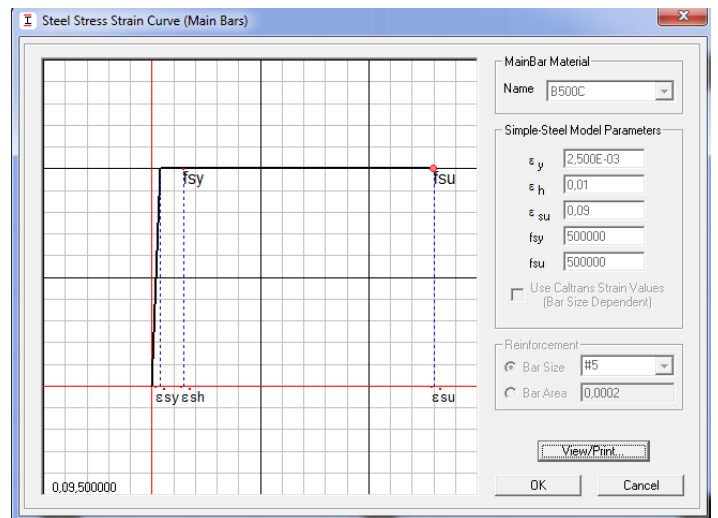 Steel Stress Strain Curve (Main Bars)
fsy
fsu
εsy
εsh
εsu
0,09,500000
MainBar Material
Name B500C
Simple-Steel Model Parameters
ε y 2,500E-03
ε h 0,01
ε su 0,09
fsy 500000
fsu 500000
Use Caltrans Strain Values
(Bar Size Dependent)
Reinforcement
Bar Size #5
Bar Area 0,0002
View/Print...
OK
Cancel